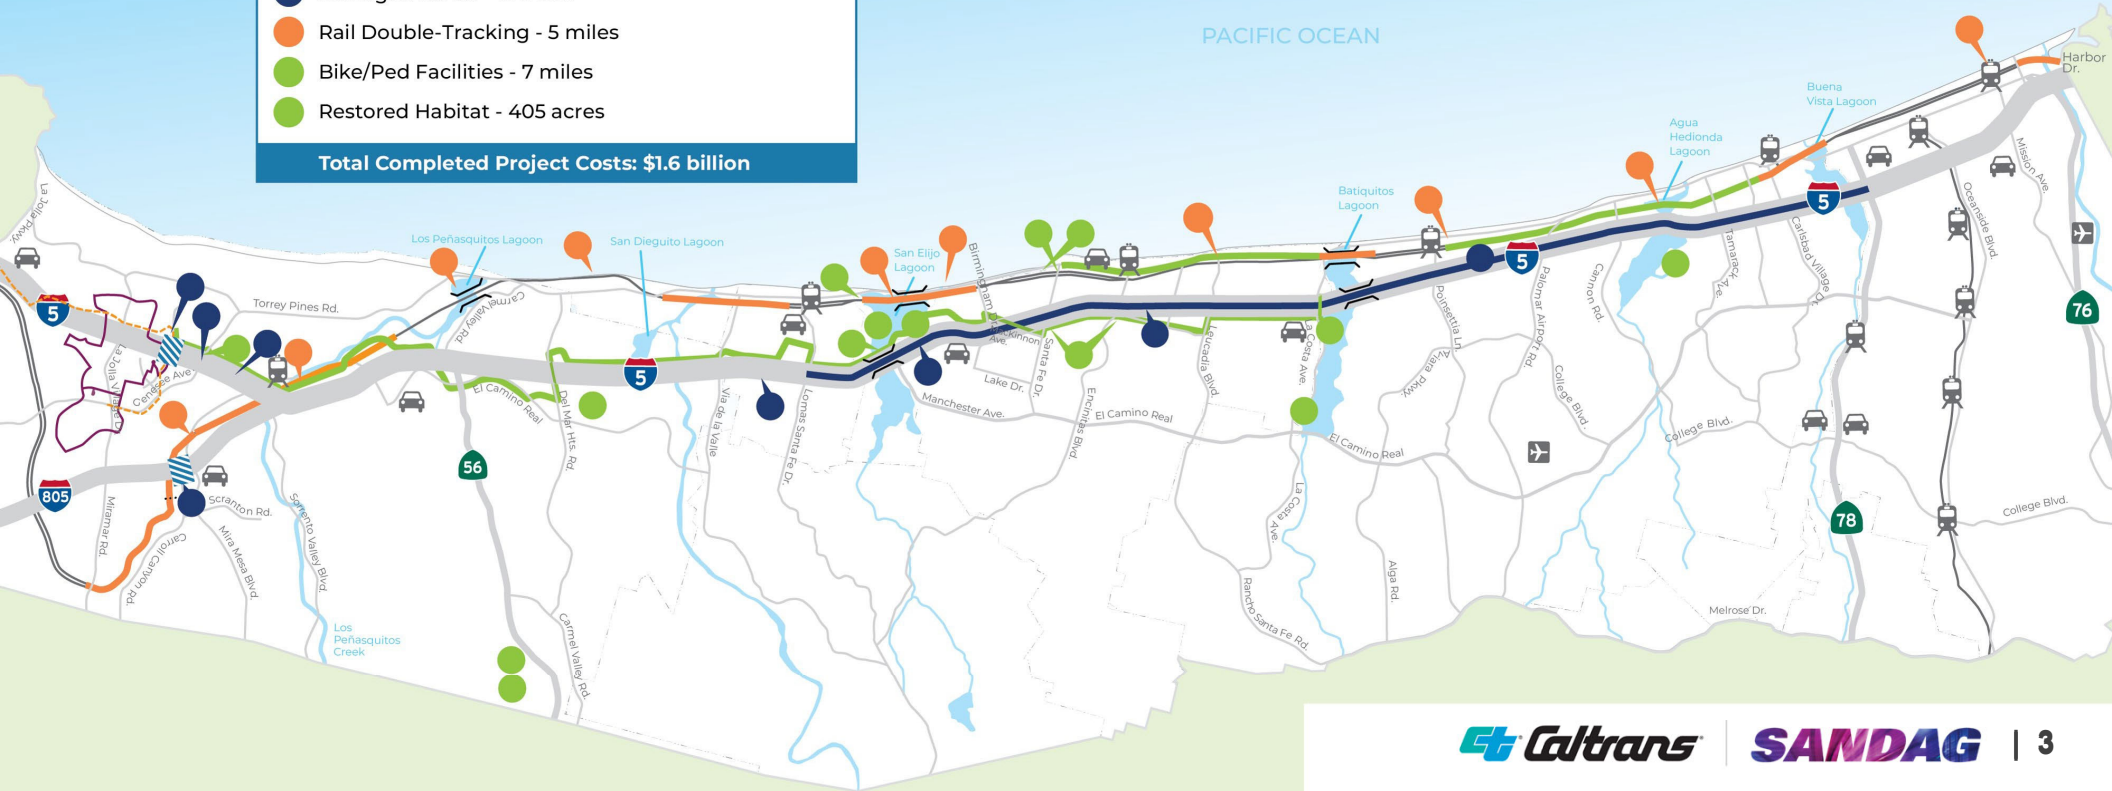 Rail Double-Tracking - 5 miles
Bike/Ped Facilities - 7 miles
Restored Habitat - 405 acres
Total Completed Project Costs: $1.6 billion
PACIFIC OCEAN
Harbor
Dr.
Buena
Vista Lagoon
Agua
Hedionda
Lagoon
Mission Ave.
Batiquitos
Lagoon
La Jolla Pkwy.
Los Peñasquitos Lagoon
San Dieguito Lagoon
San Elijo
Lagoon
Oceanside Blvd.
5
5
5
5
76
Torrey Pines Rd.
Carmel Valley Rd.
Birmingham Dr.
Mackinnon
Ave.
Santa Fe Dr.
Lake Dr.
Manchester Ave.
Encinitas Blvd.
El Camino Real
Leucadia Blvd.
La Costa Ave.
Poinsettia Ln.
Aviara Pkwy.
Palomar Airport Rd.
Cannon Rd.
Tamarack
Ave.
Carlsbad Village Dr.
La Jolla Village Dr.
Genesee Ave.
El Camino Real
Del Mar Hts. Rd.
Via de la Valle
Lomas Santa Fe Dr.
El Camino Real
College Blvd.
College Blvd.
College Blvd.
56
805
78
Miramar Rd.
Scranton Rd.
Carroll Canyon Rd.
Mira Mesa Blvd.
Sorrento Valley Blvd.
La Costa Ave.
Rancho Santa Fe Rd.
Alga Rd.
Melrose Dr.
Los
Peñasquitos
Creek
Carmel Valley Rd.
Ct Caltrans
SANDAG | 3